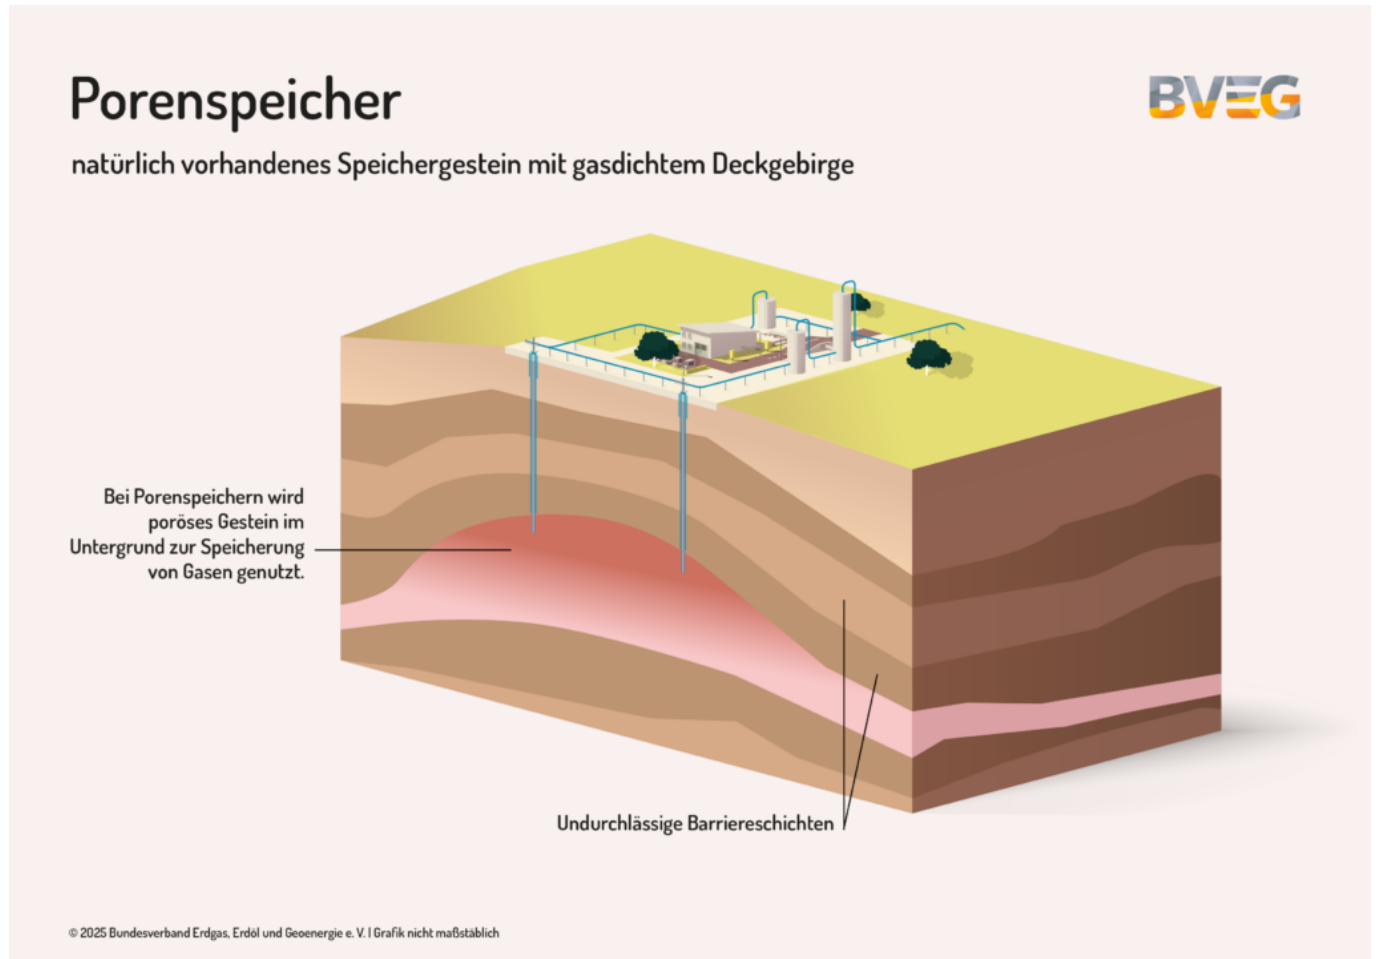 Porenspeicher
BVEG
natürlich vorhandenes Speichergestein mit gasdichtem Deckgebirge
Bei Porenspeichern wird
poröses Gestein im
Untergrund zur Speicherung
von Gasen genutzt.
Undurchlässige Barriereschichten
© 2025 Bundesverband Erdgas, Erdöl und Geoenergie e. V. | Grafik nicht maßstäblich